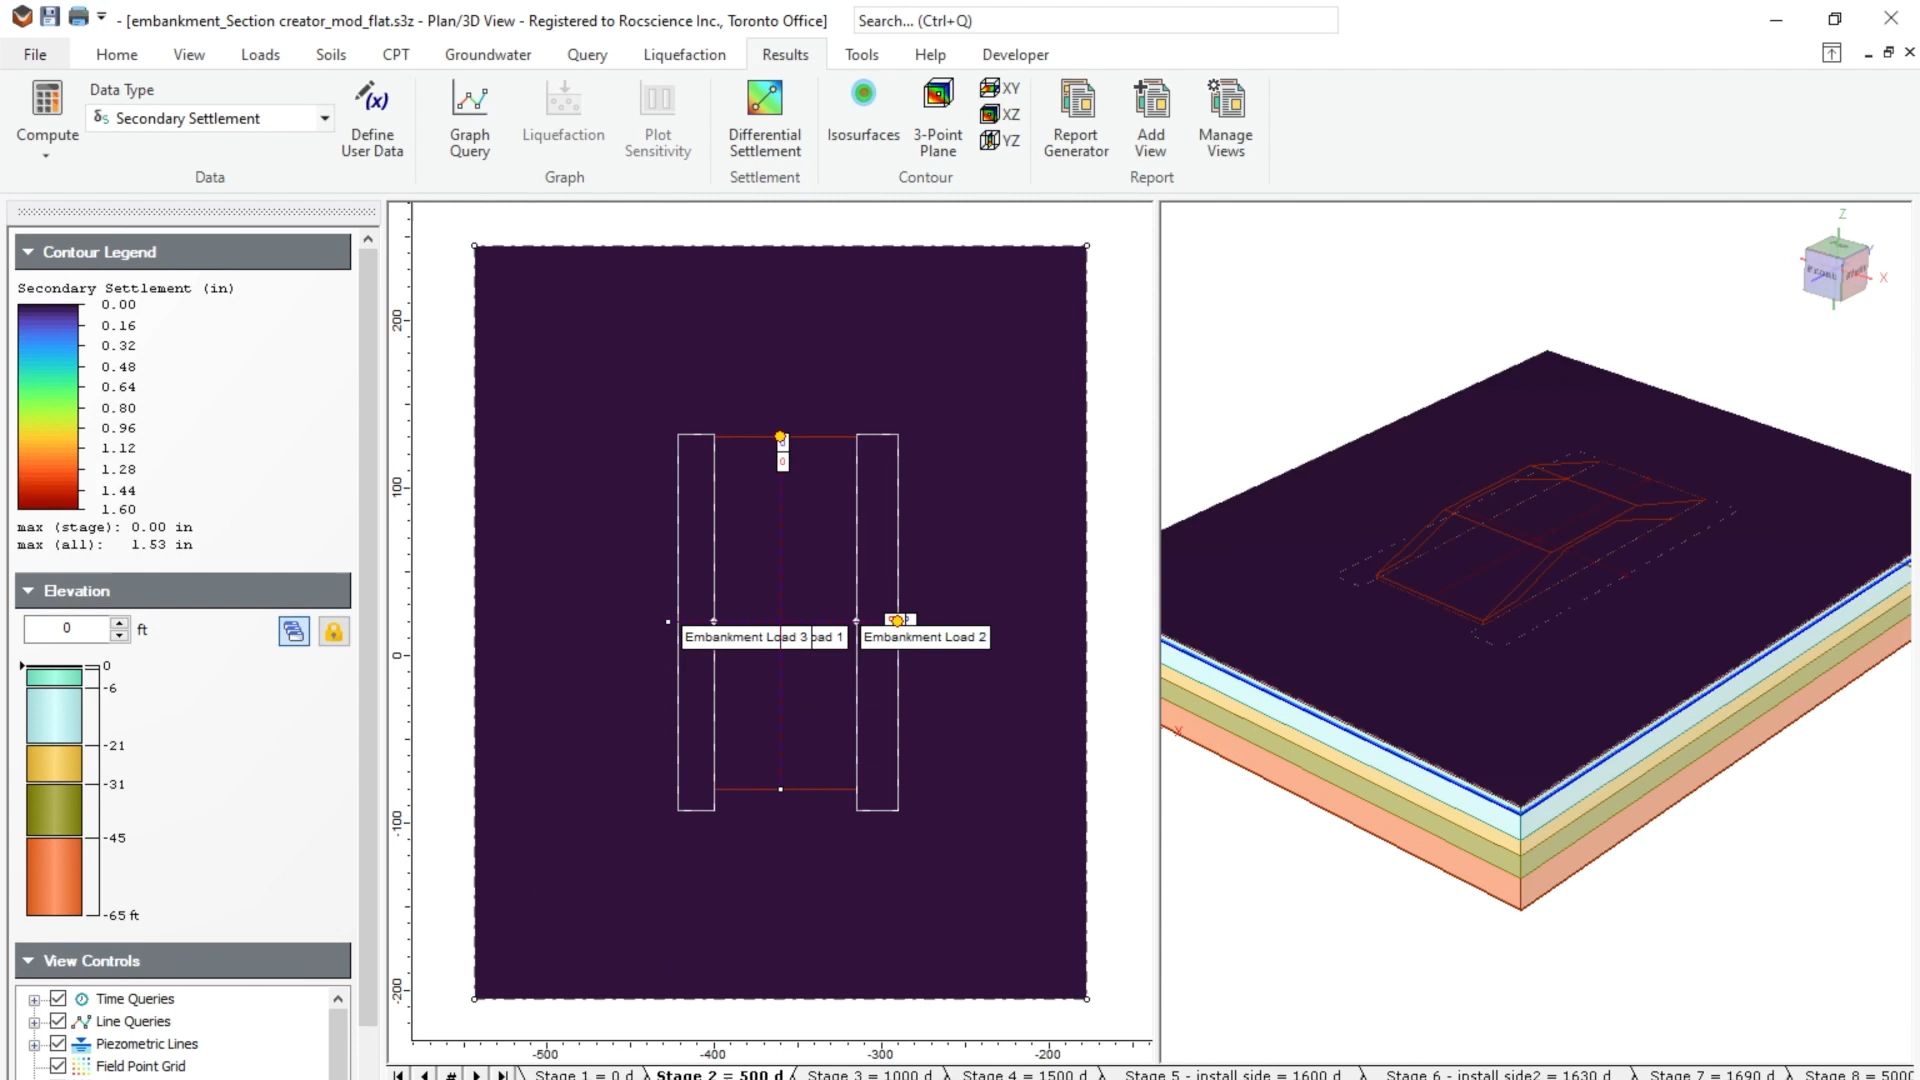 - [embankment_Section creator_mod_flat.s3z - Plan/3D View - Registered to Rocscience Inc., Toronto Office]
Search... (Ctrl+Q)
File Home View Loads Soils CPT Groundwater Query Liquefaction Results Tools Help Developer
Compute
Data Type
δs Secondary Settlement
(x)
Define User Data
Data
Graph Query
Liquefaction
Plot Sensitivity
Graph
Differential Settlement
Settlement
Isosurfaces
3-Point Plane
XY
XZ
YZ
Contour
Report Generator
Add View
Manage Views
Report
Contour Legend
Secondary Settlement (in)
0.00
0.16
0.32
0.48
0.64
0.80
0.96
1.12
1.28
1.44
1.60
max (stage): 0.00 in
max (all): 1.53 in
Elevation
0 ft
0
-6
-21
-31
-45
-65 ft
View Controls
Time Queries
Line Queries
Piezometric Lines
Field Point Grid
200
100
0
-100
-200
0
Embankment Load 3
oad 1
Embankment Load 2
-500 -400 -300 -200
Z
X
Front
X
# Stage 1 = 0 d Stage 2 = 500 d Stage 3 = 1000 d Stage 4 = 1500 d Stage 5 - install side = 1600 d Stage 6 - install side2 = 1630 d Stage 7 = 1690 d Stage 8 = 5000